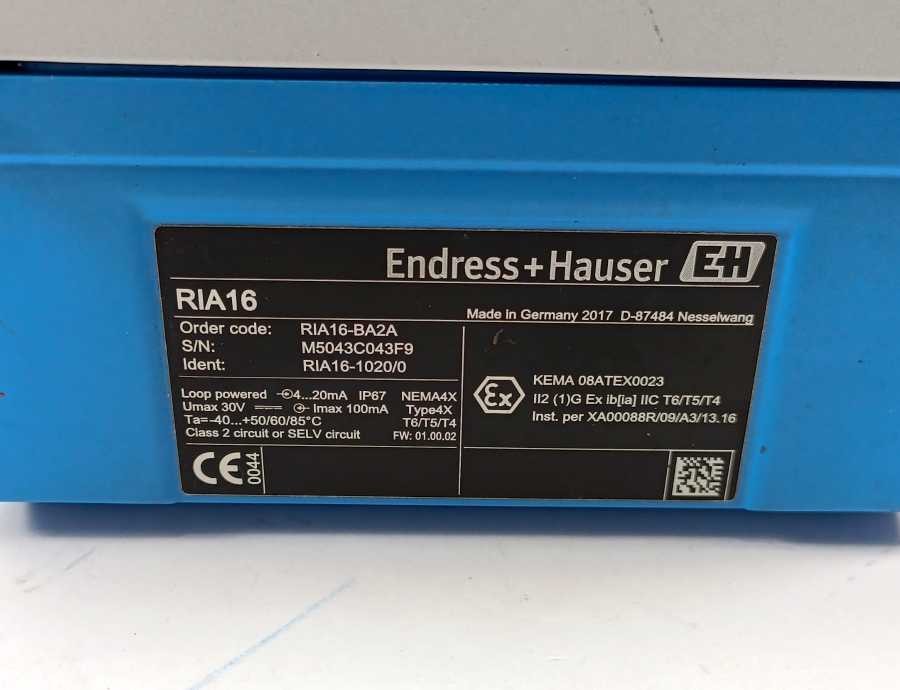 Endress+Hauser EH
RIA16
Made in Germany 2017 D-87484 Nesselwang
Order code: RIA16-BA2A
S/N: M5043C043F9
Ident: RIA16-1020/0
Loop powered 4...20mA IP67 NEMA4X
Umax 30V Imax 100mA Type4X
Ta=-40...+50/60/85°C T6/T5/T4
Class 2 circuit or SELV circuit FW: 01.00.02
CE 0044
Ex
KEMA 08ATEX0023
II2 (1)G Ex ib[ia] IIC T6/T5/T4
Inst. per XA00088R/09/A3/13.16